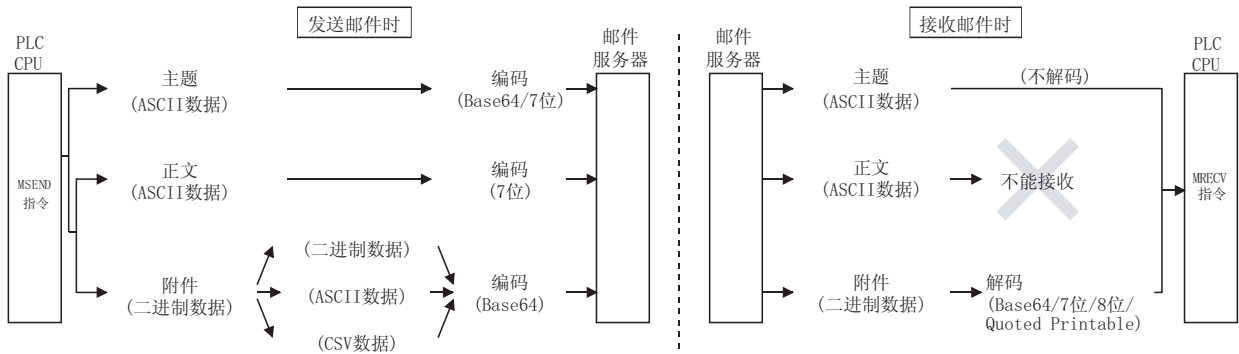 发送邮件时
PLC
CPU
MSEND
指令
主题
(ASCII数据)
编码
(Base64/7位)
正文
(ASCII数据)
编码
(7位)
附件
(二进制数据)
(二进制数据)
(ASCII数据)
(CSV数据)
编码
(Base64)
邮件
服务器
接收邮件时
邮件
服务器
主题
(ASCII数据)
(不解码)
正文
(ASCII数据)
不能接收
附件
(二进制数据)
解码
(Base64/7位/8位/
Quoted Printable)
PLC
CPU
MRECV
指令